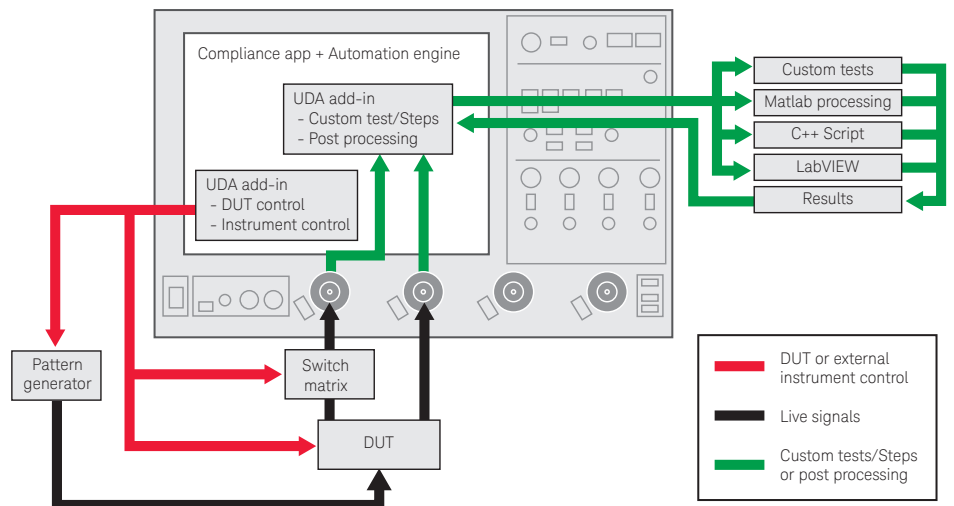 Compliance app + Automation engine
UDA add-in
- Custom test/Steps
- Post processing
UDA add-in
- DUT control
- Instrument control
Custom tests
Matlab processing
C++ Script
LabVIEW
Results
Pattern
generator
Switch
matrix
DUT
DUT or external
instrument control
Live signals
Custom tests/Steps
or post processing